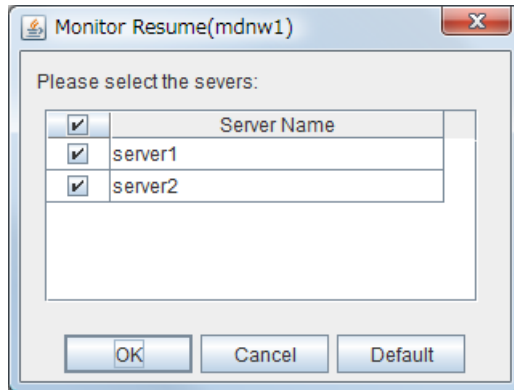 Monitor Resume(mdnw1)
Please select the severs:
Server Name
server1
server2
OK Cancel Default